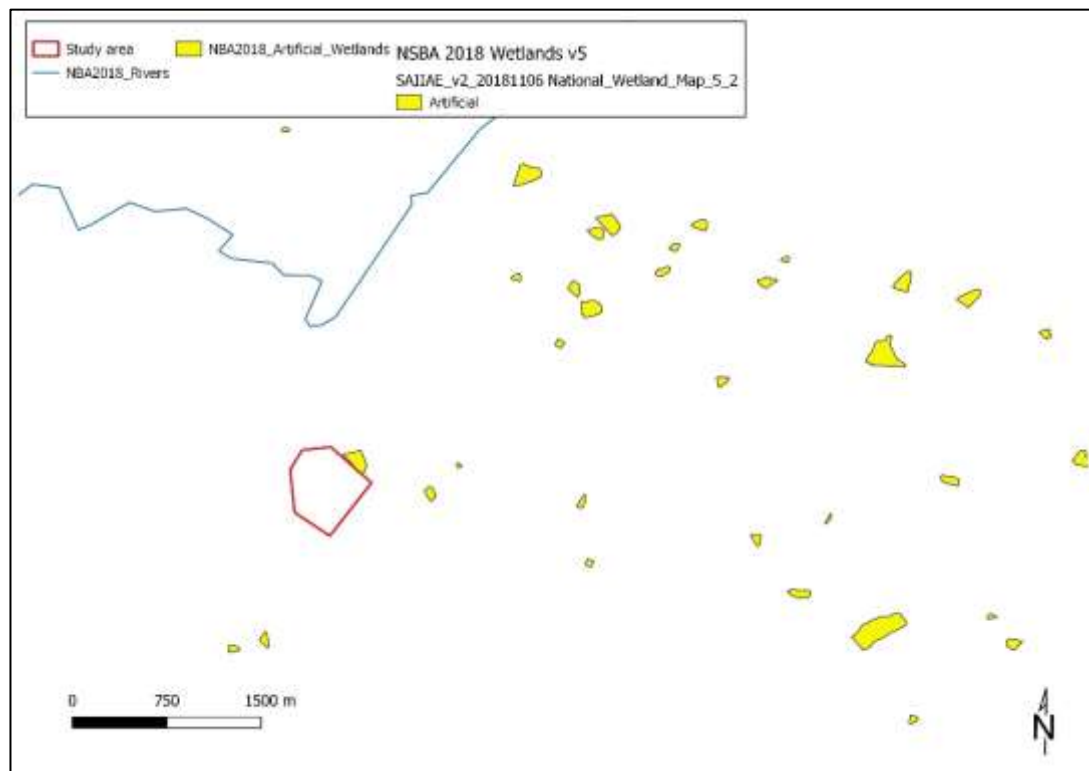 Study area
NBA2018_Artificial_Wetlands
NBA2018_Rivers
NSBA 2018 Wetlands v5
SAIIAE_v2_20181106 National_Wetland_Map_5_2
Artificial
0 750 1500 m
N